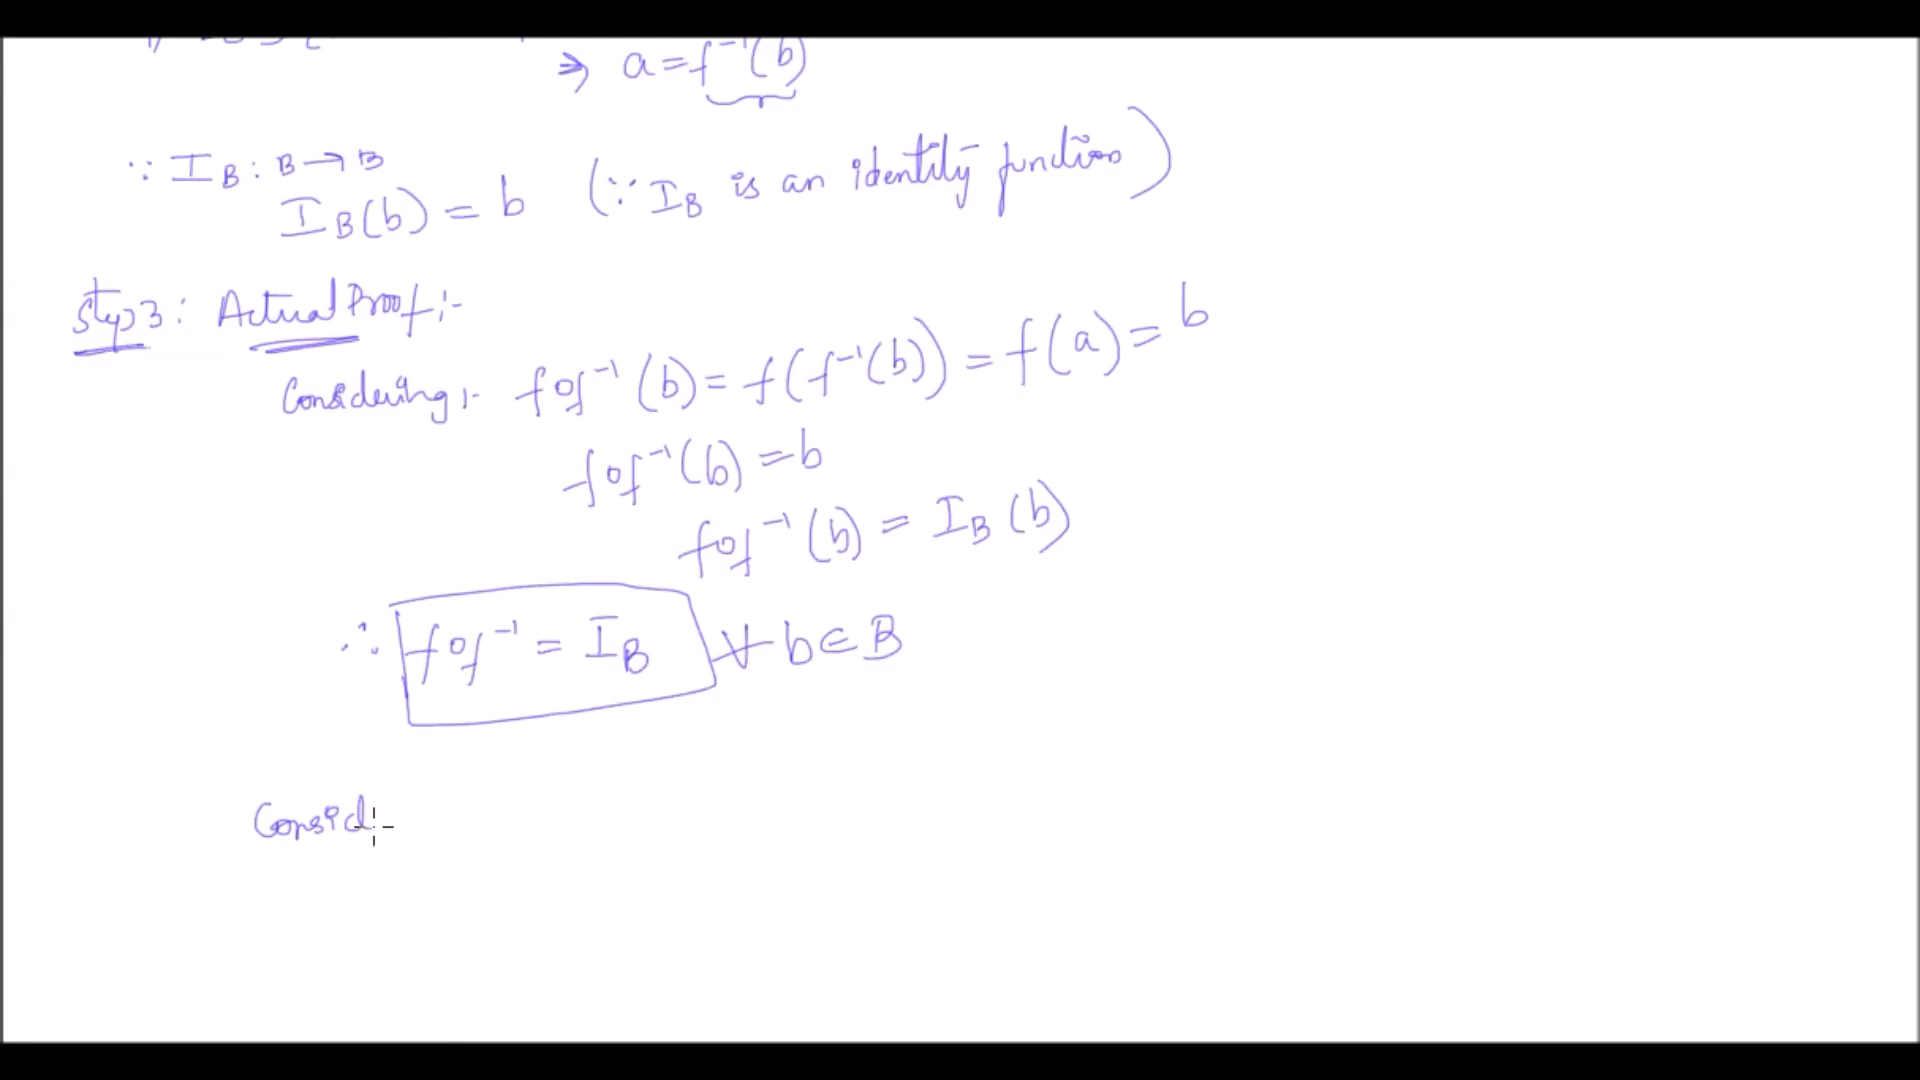 ⇒ a = f⁻¹(b)
∵ I_B : B → B
I_B(b) = b (∵ I_B is an identity function)
Step 3 : Actual Proof :-
Considering :- fof⁻¹(b) = f(f⁻¹(b)) = f(a) = b
fof⁻¹(b) = b
fof⁻¹(b) = I_B(b)
∴ fof⁻¹ = I_B ∀ b ∈ B
Consid